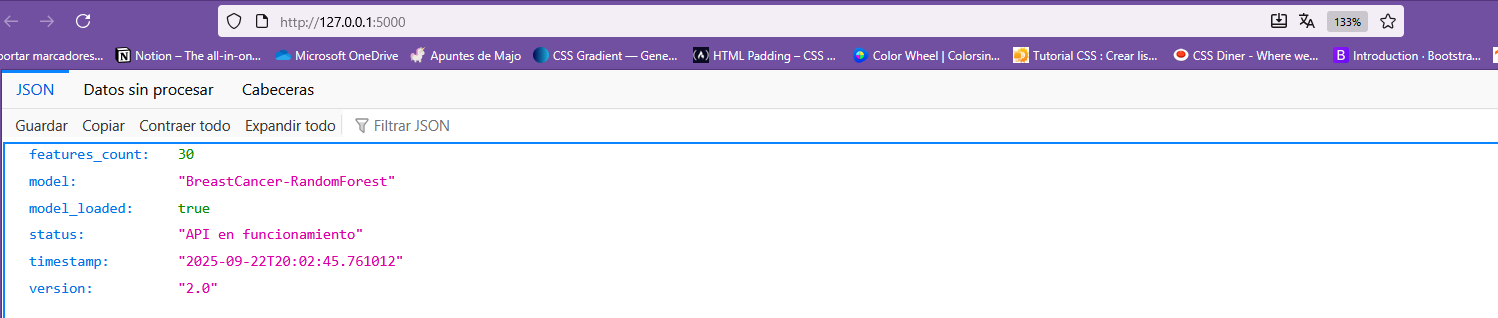 http://127.0.0.1:5000 133%
portar marcadores... Notion – The all-in-on... Microsoft OneDrive Apuntes de Majo CSS Gradient — Gene... HTML Padding – CSS ... Color Wheel | Colorsin... Tutorial CSS : Crear lis... CSS Diner - Where we... Introduction · Bootstra...
JSON Datos sin procesar Cabeceras
Guardar Copiar Contraer todo Expandir todo Filtrar JSON
features_count: 30
model: "BreastCancer-RandomForest"
model_loaded: true
status: "API en funcionamiento"
timestamp: "2025-09-22T20:02:45.761012"
version: "2.0"